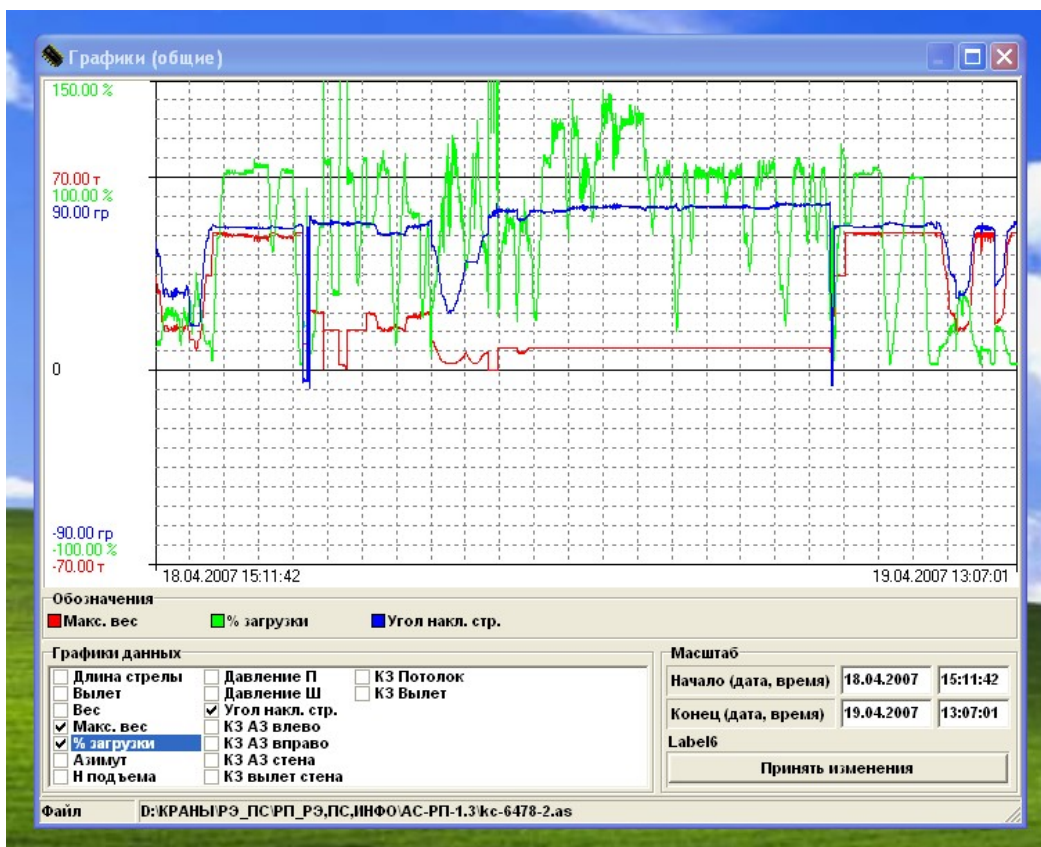 Графики (общие)
150.00 %
70.00 т
100.00 %
90.00 гр
0
-90.00 гр
-100.00 %
-70.00 т
18.04.2007 15:11:42
19.04.2007 13:07:01
Обозначения
Макс. вес
% загрузки
Угол накл. стр.
Графики данных
Длина стрелы
Вылет
Вес
Макс. вес
% загрузки
Азимут
Н подъема
Давление П
Давление Ш
Угол накл. стр.
КЗ АЗ влево
КЗ АЗ вправо
КЗ АЗ стена
КЗ вылет стена
КЗ Потолок
КЗ Вылет
Масштаб
Начало (дата, время) 18.04.2007 15:11:42
Конец (дата, время) 19.04.2007 13:07:01
Label6
Принять изменения
Файл D:\КРАНЫ\РЭ_ПС\РП_РЭ,ПС,ИНФО\АС-РП-1.3\kc-6478-2.as